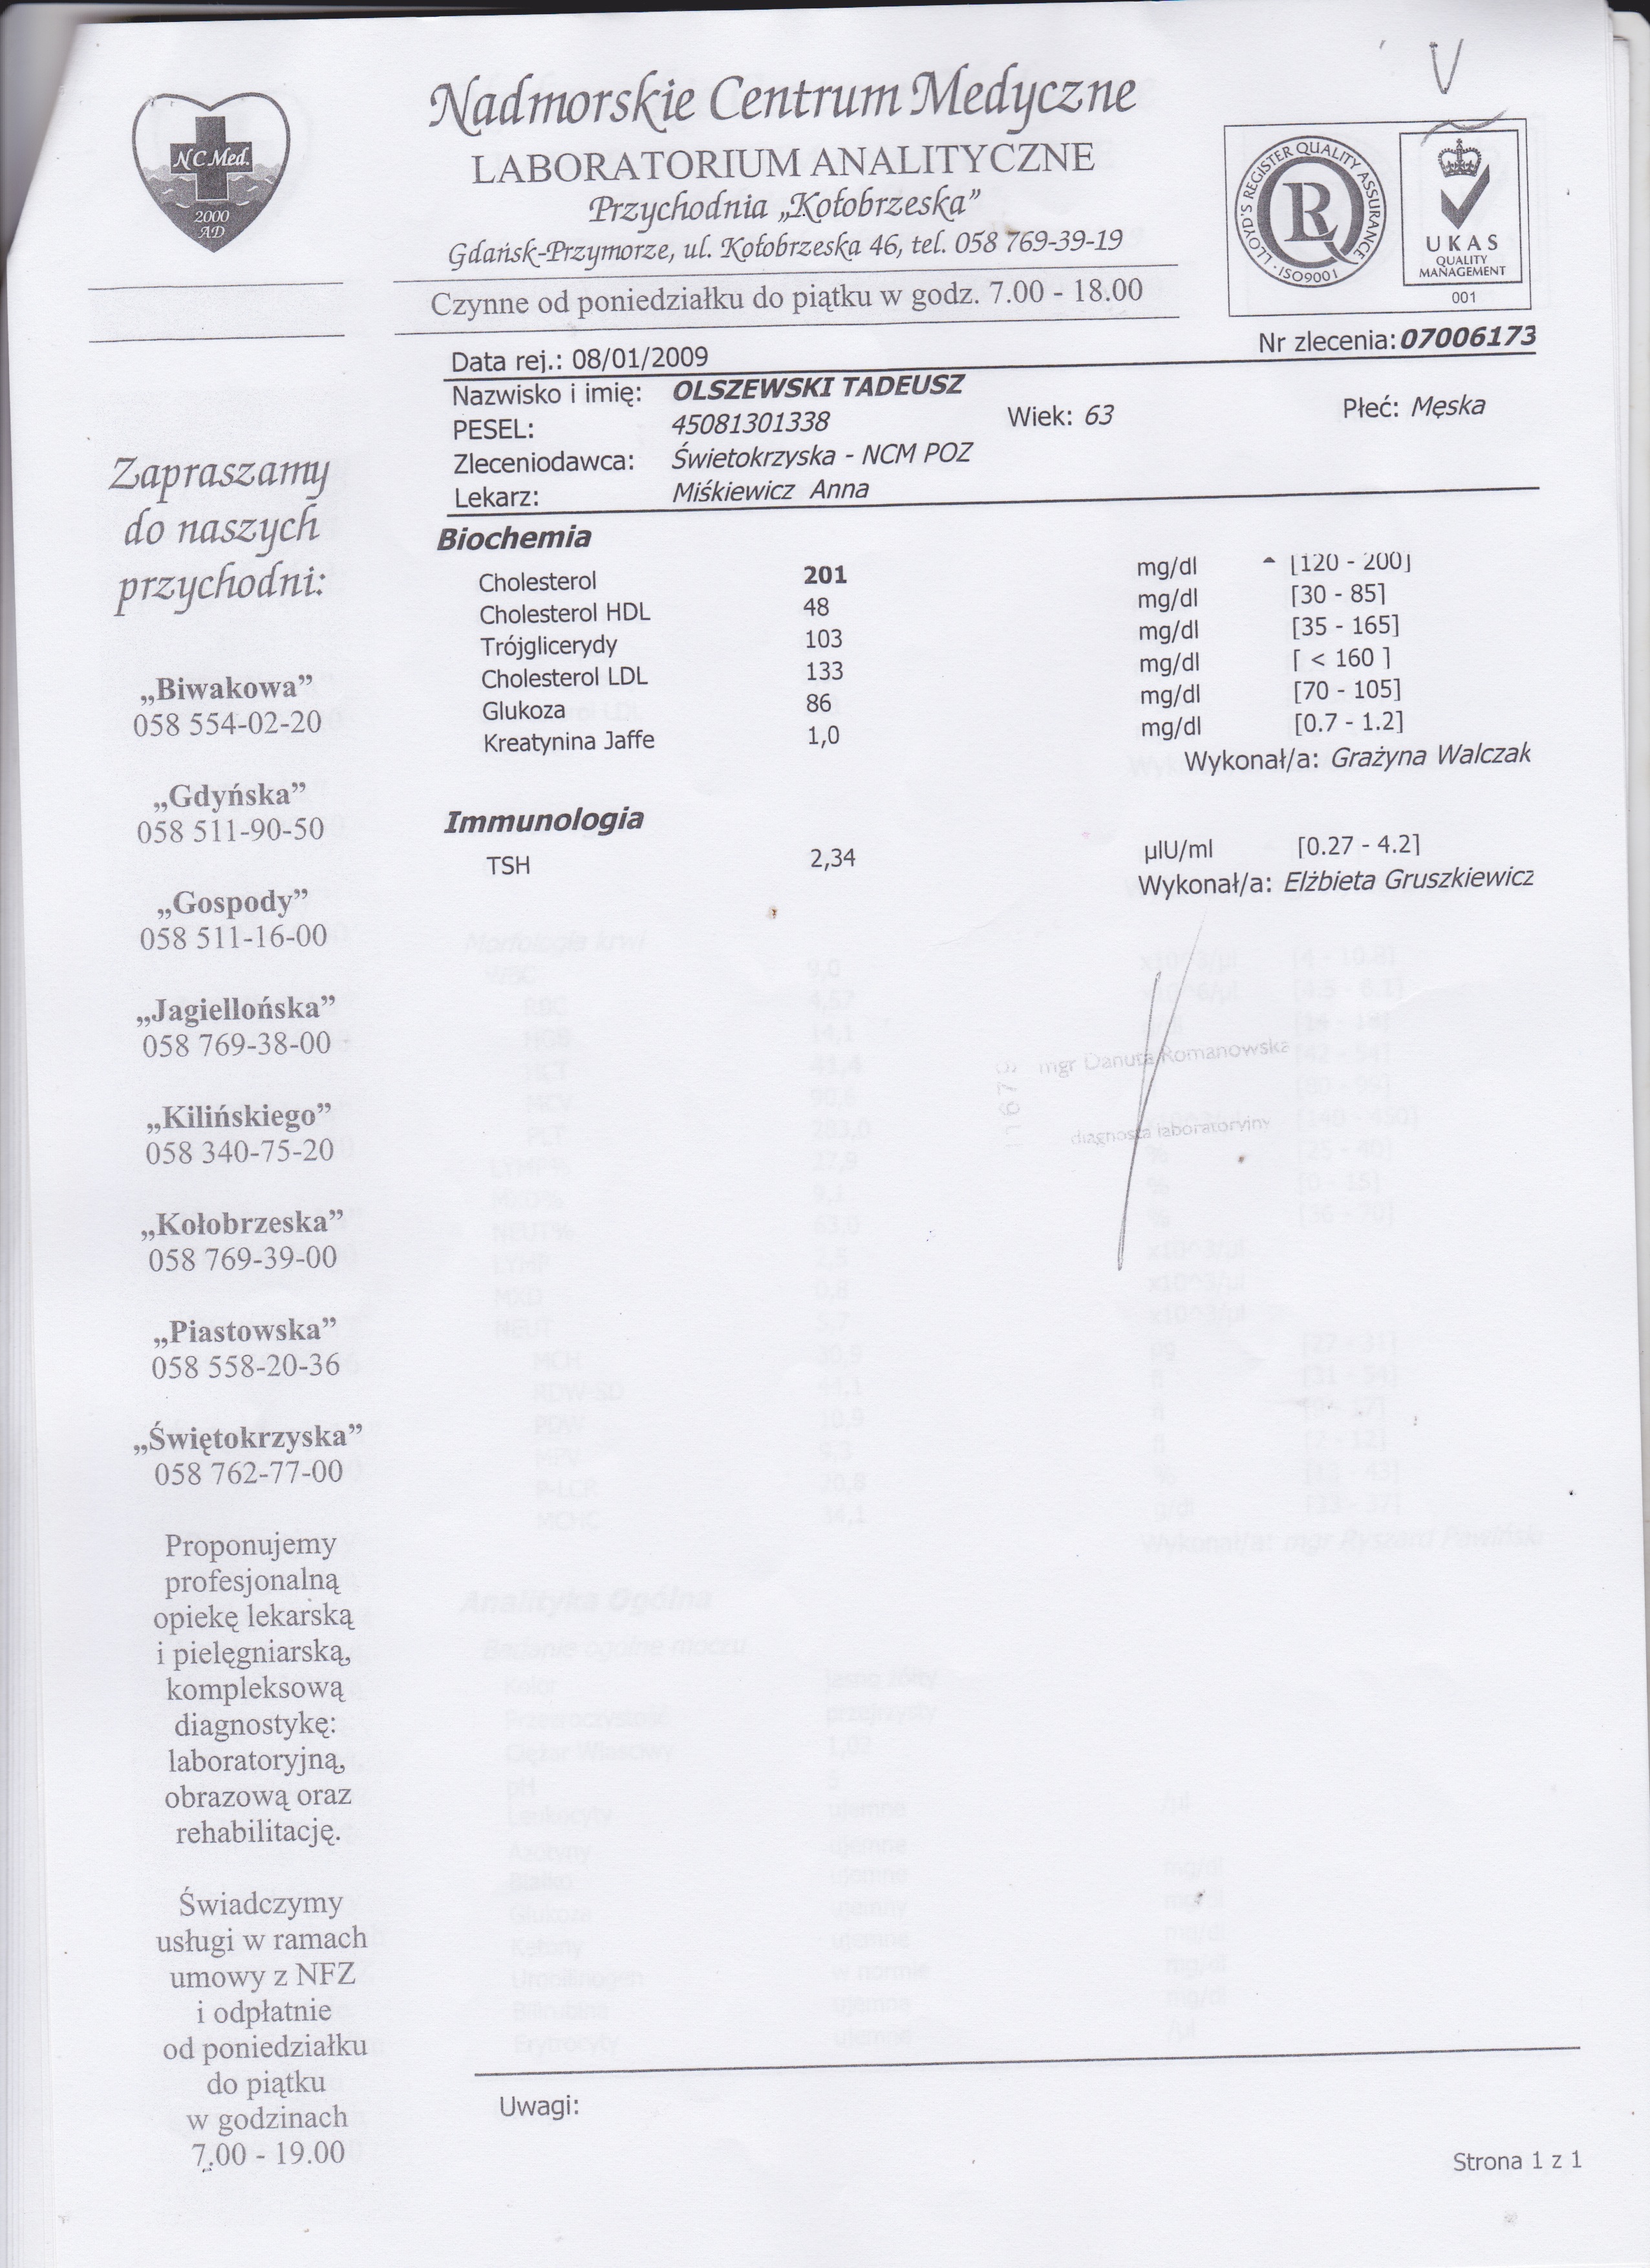 N C Med.
2000
AD
Nadmorskie Centrum Medyczne
LABORATORIUM ANALITYCZNE
Przychodnia „Kołobrzeska”
Gdańsk-Przymorze, ul. Kołobrzeska 46, tel. 058 769-39-19
Czynne od poniedziałku do piątku w godz. 7.00 - 18.00
LLOYD'S REGISTER QUALITY ASSURANCE
· ISO9001 ·
LRQ
UKAS
QUALITY
MANAGEMENT
001
V
Data rej.: 08/01/2009 Nr zlecenia: 07006173
Nazwisko i imię: OLSZEWSKI TADEUSZ
PESEL: 45081301338 Wiek: 63 Płeć: Męska
Zleceniodawca: Świetokrzyska - NCM POZ
Lekarz: Miśkiewicz Anna
Biochemia
Cholesterol 201 mg/dl ^ [120 - 200]
Cholesterol HDL 48 mg/dl [30 - 85]
Trójglicerydy 103 mg/dl [35 - 165]
Cholesterol LDL 133 mg/dl [ < 160 ]
Glukoza 86 mg/dl [70 - 105]
Kreatynina Jaffe 1,0 mg/dl [0.7 - 1.2]
Wykonał/a: Grażyna Walczak
Immunologia
TSH 2,34 µIU/ml [0.27 - 4.2]
Wykonał/a: Elżbieta Gruszkiewicz
mgr Danuta Romanowska
diagnosta laboratoryjny
Uwagi:
Strona 1 z 1
Zapraszamy
do naszych
przychodni:
„Biwakowa”
058 554-02-20
„Gdyńska”
058 511-90-50
„Gospody”
058 511-16-00
„Jagiellońska”
058 769-38-00
„Kilińskiego”
058 340-75-20
„Kołobrzeska”
058 769-39-00
„Piastowska”
058 558-20-36
„Świętokrzyska”
058 762-77-00
Proponujemy
profesjonalną
opiekę lekarską
i pielęgniarską,
kompleksową
diagnostykę:
laboratoryjną,
obrazową oraz
rehabilitację.
Świadczymy
usługi w ramach
umowy z NFZ
i odpłatnie
od poniedziałku
do piątku
w godzinach
7.00 - 19.00